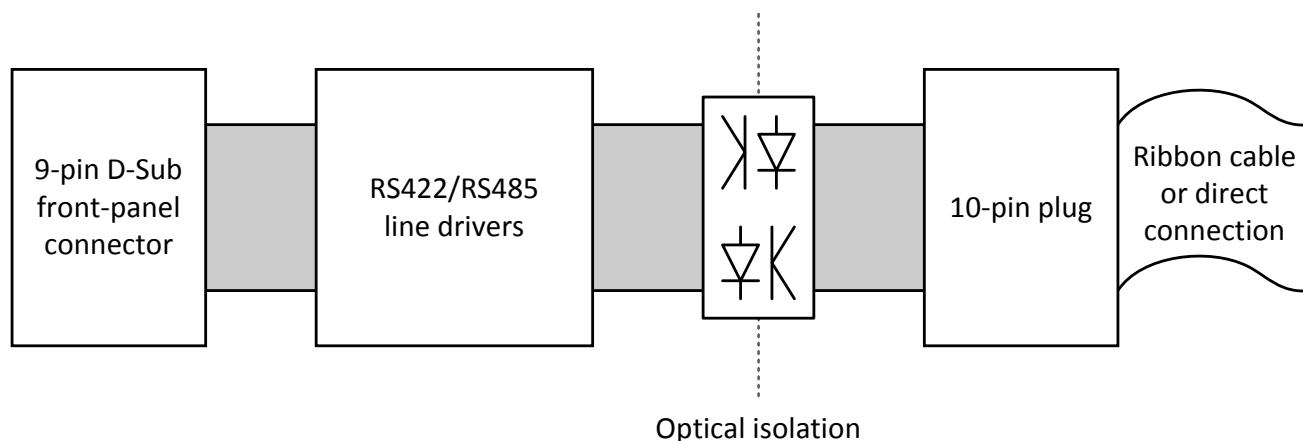 9-pin D-Sub
front-panel
connector
RS422/RS485
line drivers
10-pin plug
Ribbon cable
or direct
connection
Optical isolation